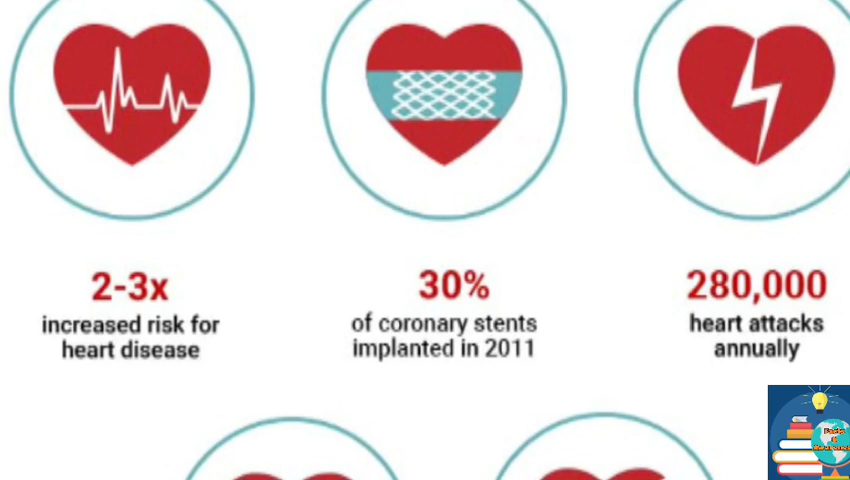 2-3x
increased risk for
heart disease
30%
of coronary stents
implanted in 2011
280,000
heart attacks
annually
Facts